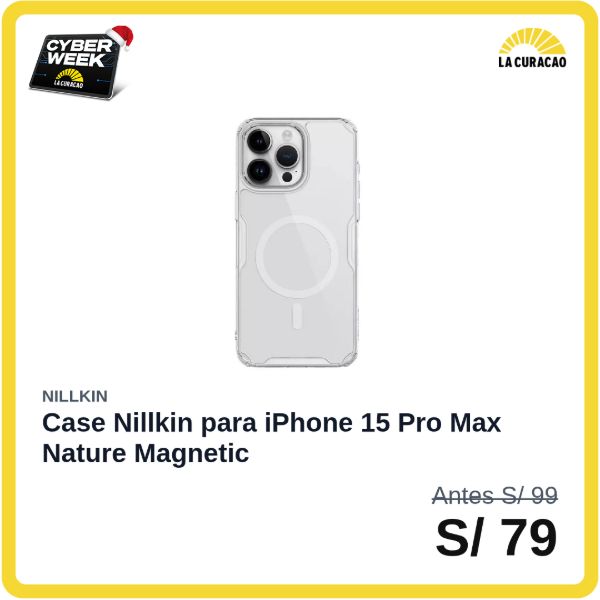 CYBER
WEEK
LA CURACAO
LA CURACAO
NILLKIN
Case Nillkin para iPhone 15 Pro Max
Nature Magnetic
Antes S/ 99
S/ 79